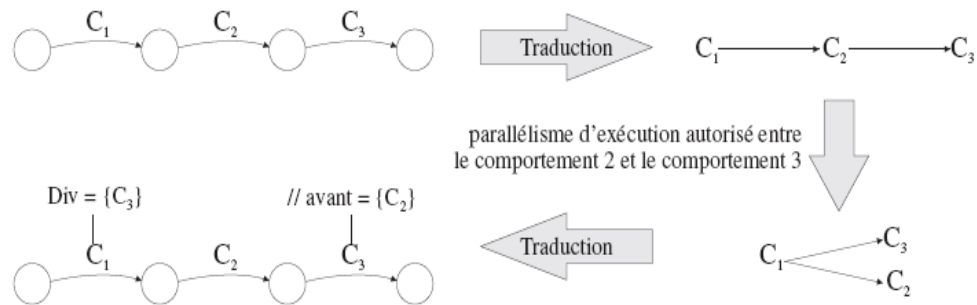 C₁ C₂ C₃
Traduction
C₁ C₂ C₃
parallélisme d'exécution autorisé entre
le comportement 2 et le comportement 3
Div = {C₃}
// avant = {C₂}
C₁ C₂ C₃
Traduction
C₁
C₃
C₂